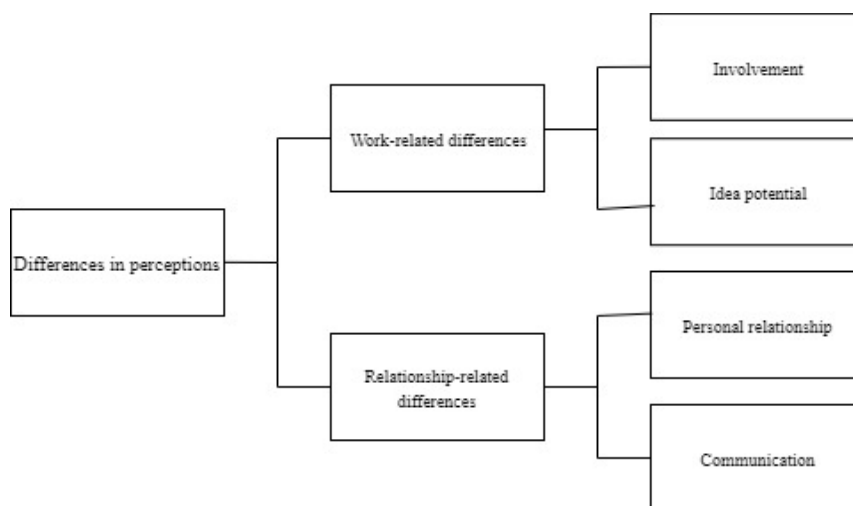 Involvement
Work-related differences
Idea potential
Differences in perceptions
Personal relationship
Relationship-related
differences
Communication